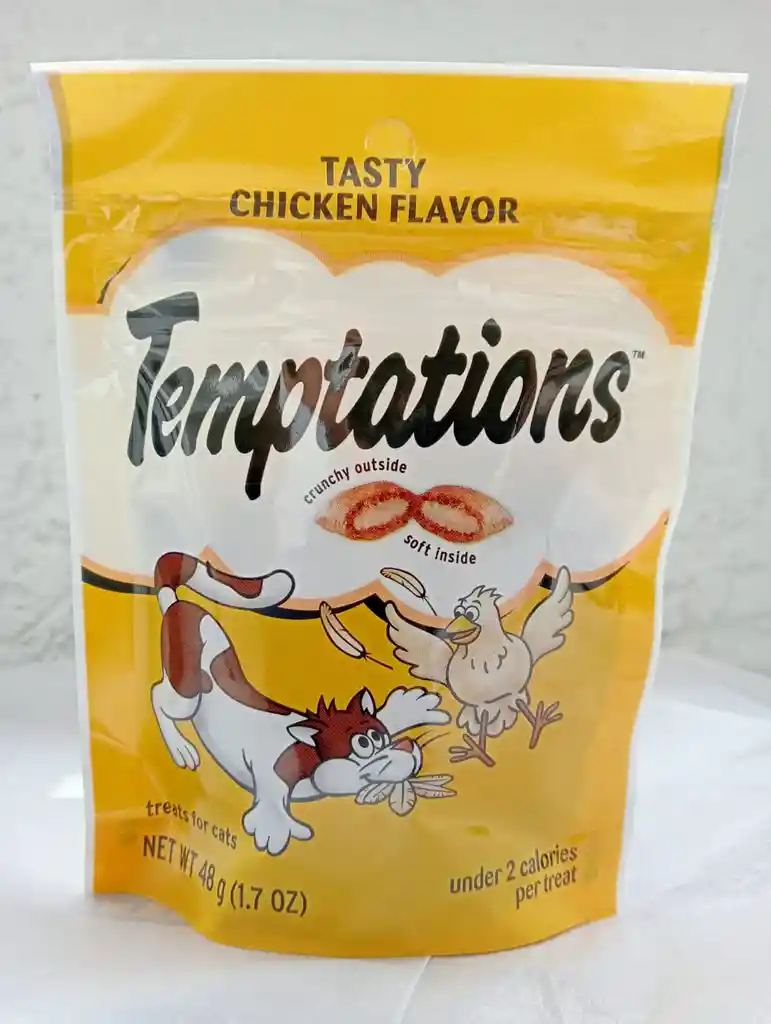 TASTY
CHICKEN FLAVOR
Temptations™
crunchy outside
soft inside
treats for cats
NET WT 48 g (1.7 OZ)
under 2 calories
per treat